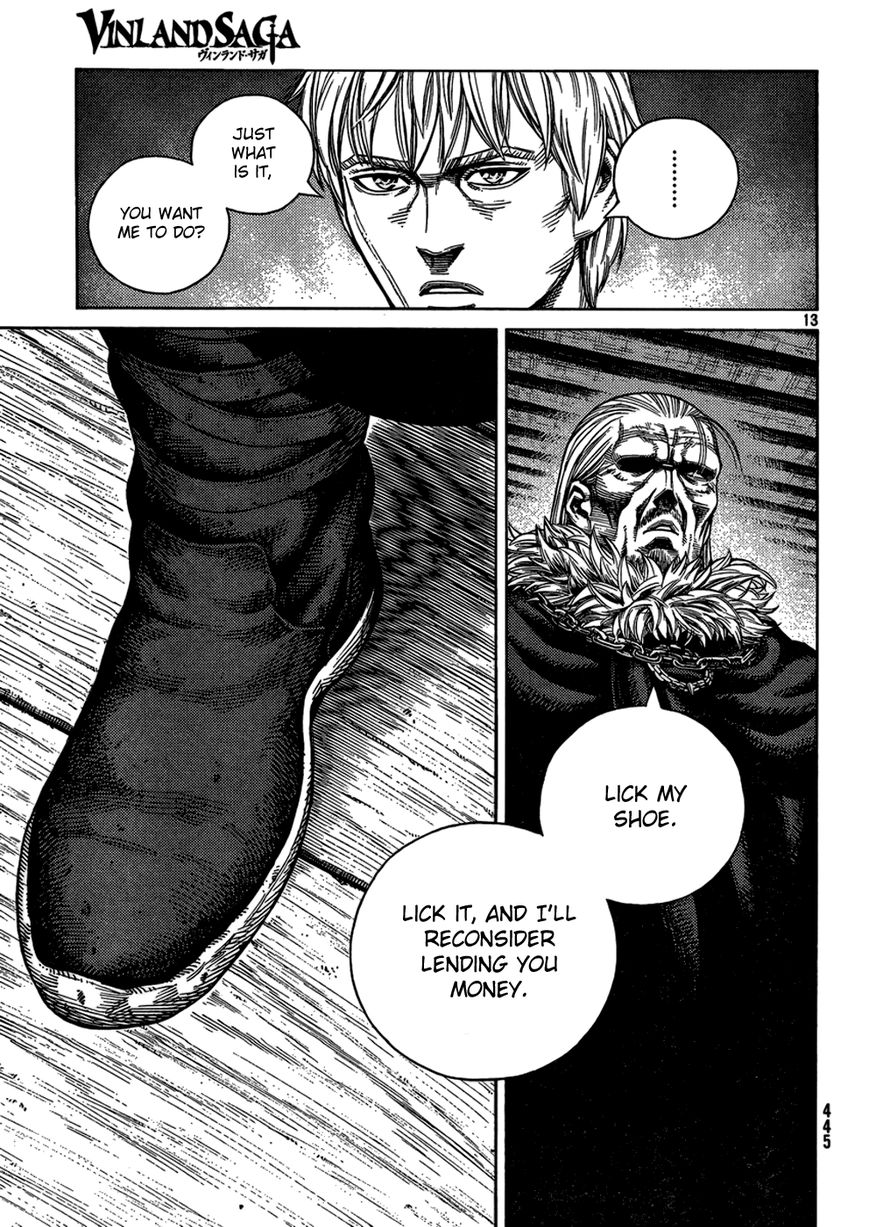 VINLAND SAGA
ヴィンランド・サガ
.........
JUST
WHAT
IS IT,
YOU WANT
ME TO DO?
13
LICK MY
SHOE.
LICK IT, AND I'LL
RECONSIDER
LENDING YOU
MONEY.
445